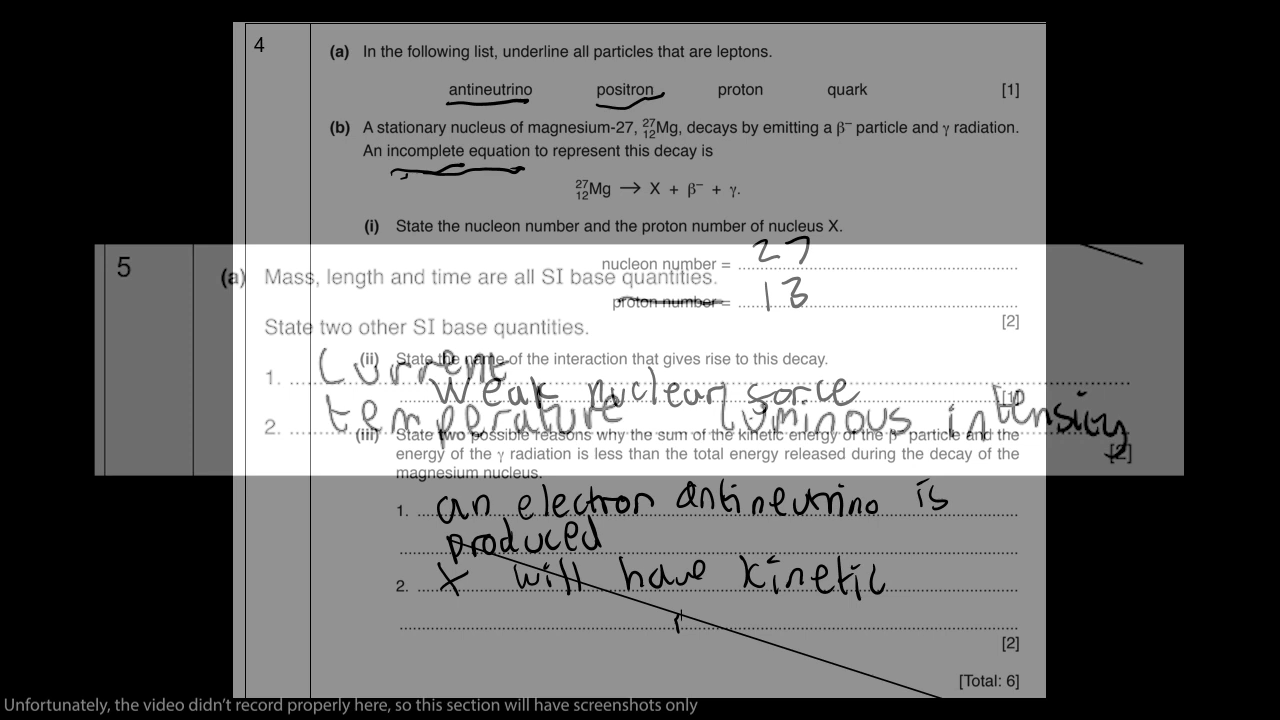 4
(a) In the following list, underline all particles that are leptons.
antineutrino positron proton quark [1]
(b) A stationary nucleus of magnesium-27, ²⁷₁₂Mg, decays by emitting a β⁻ particle and γ radiation.
An incomplete equation to represent this decay is
²⁷₁₂Mg → X + β⁻ + γ.
(i) State the nucleon number and the proton number of nucleus X.
nucleon number = 27
proton number = 13
[2]
(ii) State the name of the interaction that gives rise to this decay.
Weak nuclear sorce
[1]
(iii) State two possible reasons why the sum of the kinetic energy of the β⁻ particle and the
energy of the γ radiation is less than the total energy released during the decay of the
magnesium nucleus.
1. an electron antineutrino is
produced
2. X will have kinetic
[2]
[Total: 6]
5
(a) Mass, length and time are all SI base quantities.
State two other SI base quantities.
1. Current
2. temperature luminous intensity
[2]
Unfortunately, the video didn't record properly here, so this section will have screenshots only